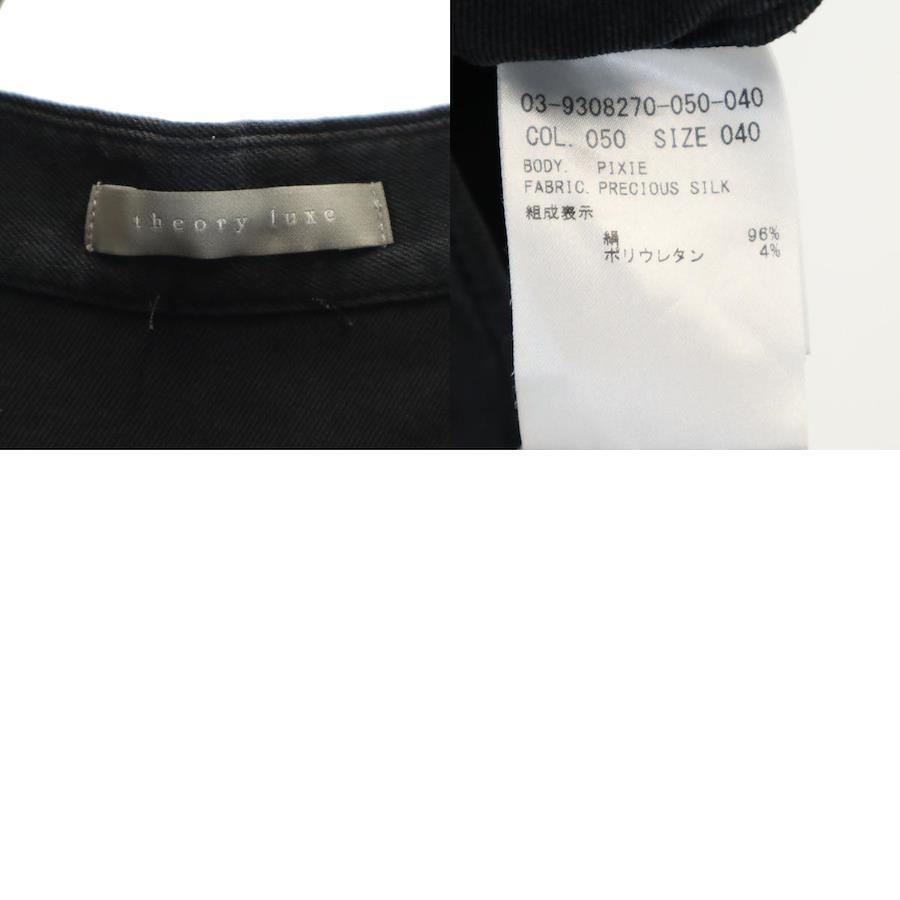 theory luxe
03-9308270-050-040
COL. 050 SIZE 040
BODY. PIXIE
FABRIC. PRECIOUS SILK
組成表示
絹 96%
ポリウレタン 4%